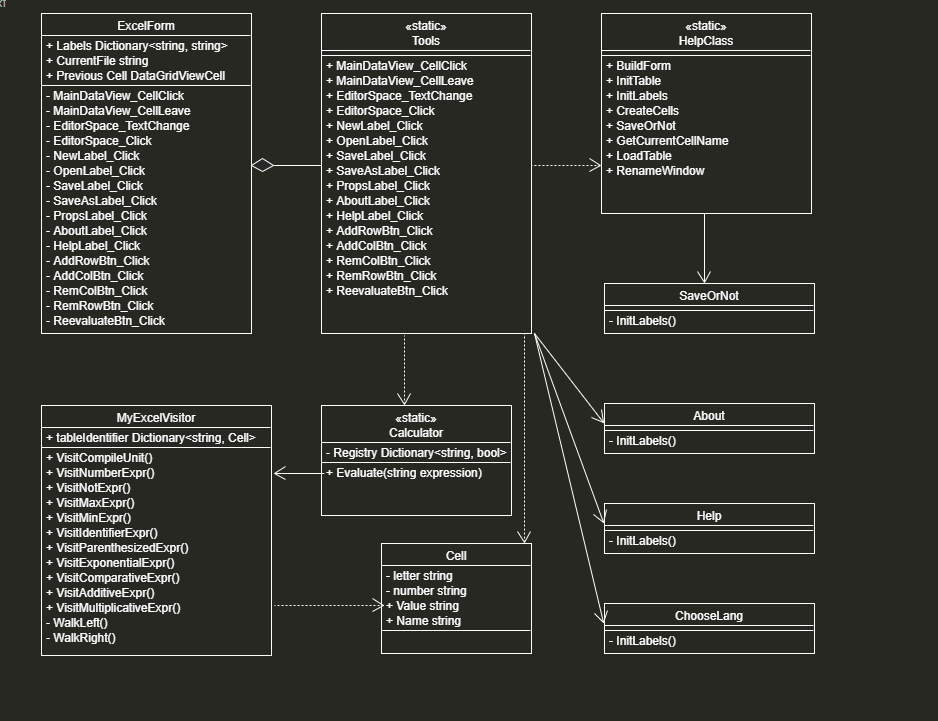 ExcelForm
+ Labels Dictionary<string, string>
+ CurrentFile string
+ Previous Cell DataGridViewCell
- MainDataView_CellClick
- MainDataView_CellLeave
- EditorSpace_TextChange
- EditorSpace_Click
- NewLabel_Click
- OpenLabel_Click
- SaveLabel_Click
- SaveAsLabel_Click
- PropsLabel_Click
- AboutLabel_Click
- HelpLabel_Click
- AddRowBtn_Click
- AddColBtn_Click
- RemColBtn_Click
- RemRowBtn_Click
- ReevaluateBtn_Click
«static»
Tools
+ MainDataView_CellClick
+ MainDataView_CellLeave
+ EditorSpace_TextChange
+ EditorSpace_Click
+ NewLabel_Click
+ OpenLabel_Click
+ SaveLabel_Click
+ SaveAsLabel_Click
+ PropsLabel_Click
+ AboutLabel_Click
+ HelpLabel_Click
+ AddRowBtn_Click
+ AddColBtn_Click
+ RemColBtn_Click
+ RemRowBtn_Click
+ ReevaluateBtn_Click
«static»
HelpClass
+ BuildForm
+ InitTable
+ InitLabels
+ CreateCells
+ SaveOrNot
+ GetCurrentCellName
+ LoadTable
+ RenameWindow
SaveOrNot
- InitLabels()
MyExcelVisitor
+ tableIdentifier Dictionary<string, Cell>
+ VisitCompileUnit()
+ VisitNumberExpr()
+ VisitNotExpr()
+ VisitMaxExpr()
+ VisitMinExpr()
+ VisitIdentifierExpr()
+ VisitParenthesizedExpr()
+ VisitExponentialExpr()
+ VisitComparativeExpr()
+ VisitAdditiveExpr()
+ VisitMultiplicativeExpr()
- WalkLeft()
- WalkRight()
«static»
Calculator
- Registry Dictionary<string, bool>
+ Evaluate(string expression)
Cell
- letter string
- number string
+ Value string
+ Name string
About
- InitLabels()
Help
- InitLabels()
ChooseLang
- InitLabels()